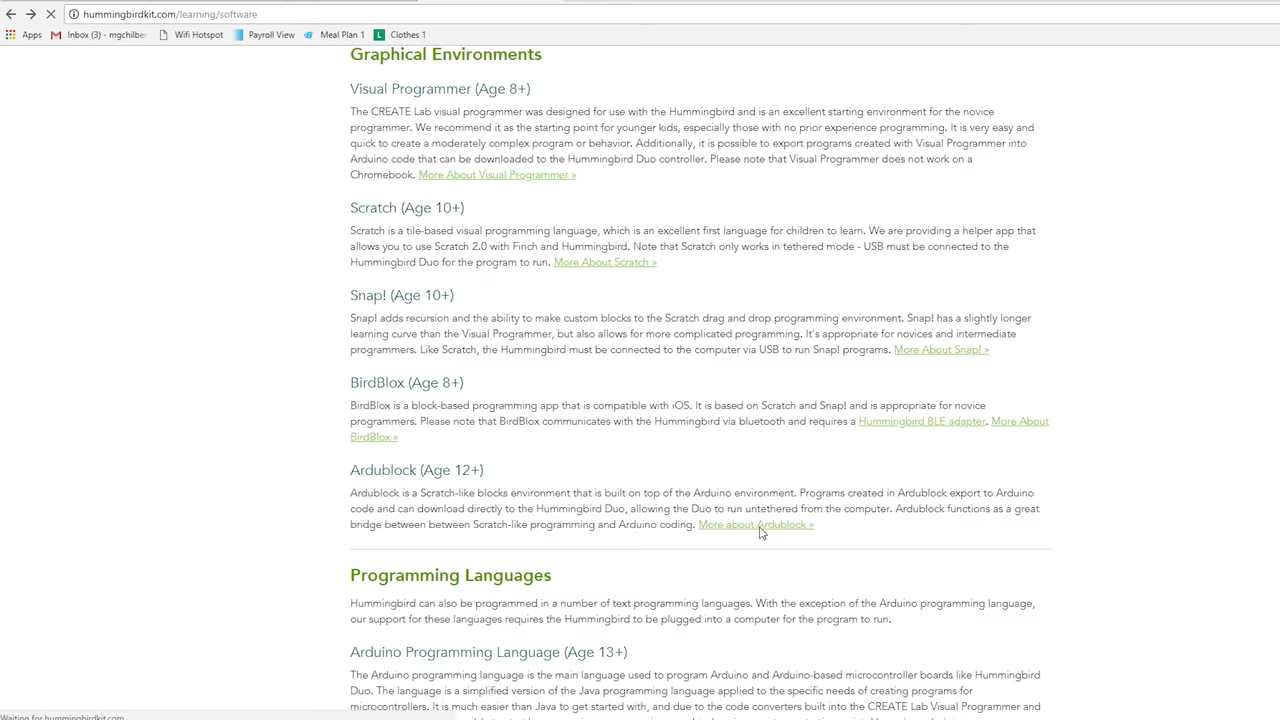 hummingbirdkit.com/learning/software
Apps Inbox (3) - mgchilber Wifi Hotspot Payroll View Meal Plan 1 Clothes 1
Graphical Environments
Visual Programmer (Age 8+)
The CREATE Lab visual programmer was designed for use with the Hummingbird and is an excellent starting environment for the novice
programmer. We recommend it as the starting point for younger kids, especially those with no prior experience programming. It is very easy and
quick to create a moderately complex program or behavior. Additionally, it is possible to export programs created with Visual Programmer into
Arduino code that can be downloaded to the Hummingbird Duo controller. Please note that Visual Programmer does not work on a
Chromebook. More About Visual Programmer »
Scratch (Age 10+)
Scratch is a tile-based visual programming language, which is an excellent first language for children to learn. We are providing a helper app that
allows you to use Scratch 2.0 with Finch and Hummingbird. Note that Scratch only works in tethered mode - USB must be connected to the
Hummingbird Duo for the program to run. More About Scratch »
Snap! (Age 10+)
Snap! adds recursion and the ability to make custom blocks to the Scratch drag and drop programming environment. Snap! has a slightly longer
learning curve than the Visual Programmer, but also allows for more complicated programming. It's appropriate for novices and intermediate
programmers. Like Scratch, the Hummingbird must be connected to the computer via USB to run Snap! programs. More About Snap! »
BirdBlox (Age 8+)
BirdBlox is a block-based programming app that is compatible with iOS. It is based on Scratch and Snap! and is appropriate for novice
programmers. Please note that BirdBlox communicates with the Hummingbird via bluetooth and requires a Hummingbird BLE adapter. More About
BirdBlox »
Ardublock (Age 12+)
Ardublock is a Scratch-like blocks environment that is built on top of the Arduino environment. Programs created in Ardublock export to Arduino
code and can download directly to the Hummingbird Duo, allowing the Duo to run untethered from the computer. Ardublock functions as a great
bridge between between Scratch-like programming and Arduino coding. More about Ardublock »
Programming Languages
Hummingbird can also be programmed in a number of text programming languages. With the exception of the Arduino programming language,
our support for these languages requires the Hummingbird to be plugged into a computer for the program to run.
Arduino Programming Language (Age 13+)
The Arduino programming language is the main language used to program Arduino and Arduino-based microcontroller boards like Hummingbird
Duo. The language is a simplified version of the Java programming language applied to the specific needs of creating programs for
microcontrollers. It is much easier than Java to get started with, and due to the code converters built into the CREATE Lab Visual Programmer and
Waiting for hummingbirdkit.com